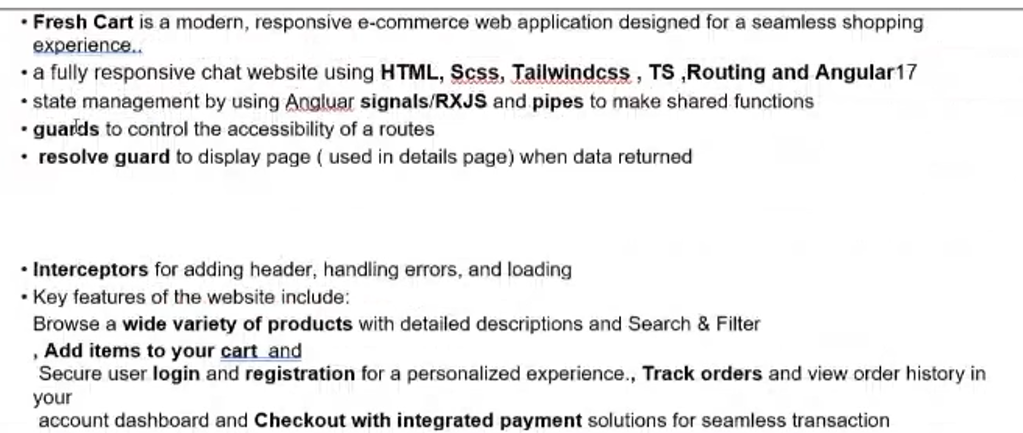 • Fresh Cart is a modern, responsive e-commerce web application designed for a seamless shopping
experience..
• a fully responsive chat website using HTML, Scss, Tailwindcss , TS ,Routing and Angular17
• state management by using Angluar signals/RXJS and pipes to make shared functions
• guards to control the accessibility of a routes
• resolve guard to display page ( used in details page) when data returned
• Interceptors for adding header, handling errors, and loading
• Key features of the website include:
Browse a wide variety of products with detailed descriptions and Search & Filter
, Add items to your cart and
Secure user login and registration for a personalized experience., Track orders and view order history in
your
account dashboard and Checkout with integrated payment solutions for seamless transaction